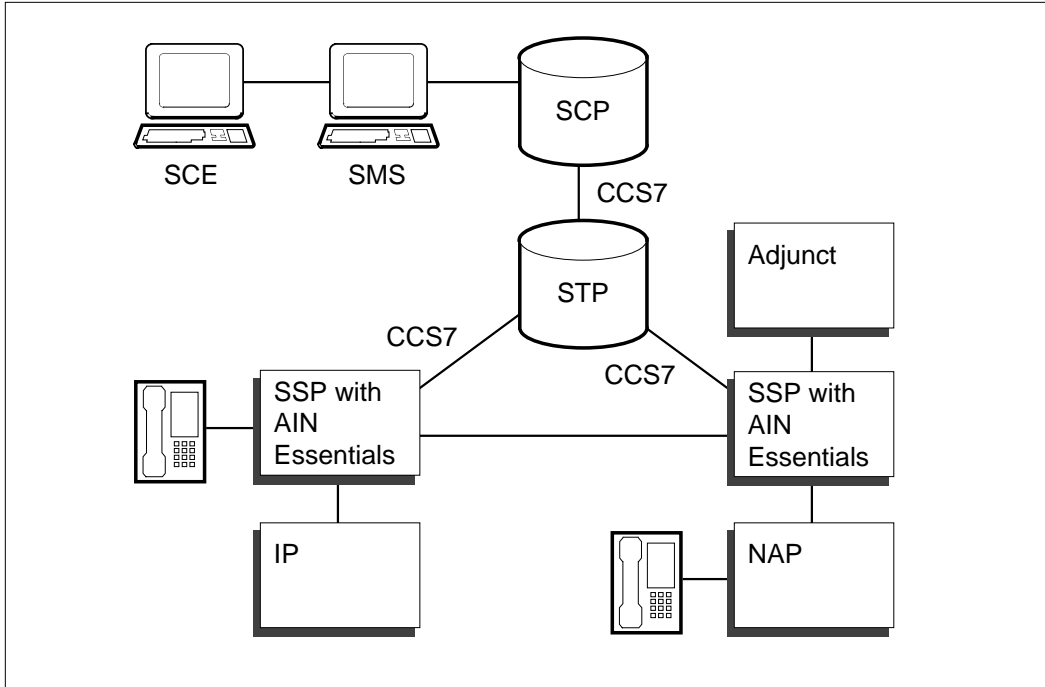 SCP
SCE
SMS
CCS7
Adjunct
STP
CCS7
CCS7
SSP with
AIN
Essentials
SSP with
AIN
Essentials
IP
NAP